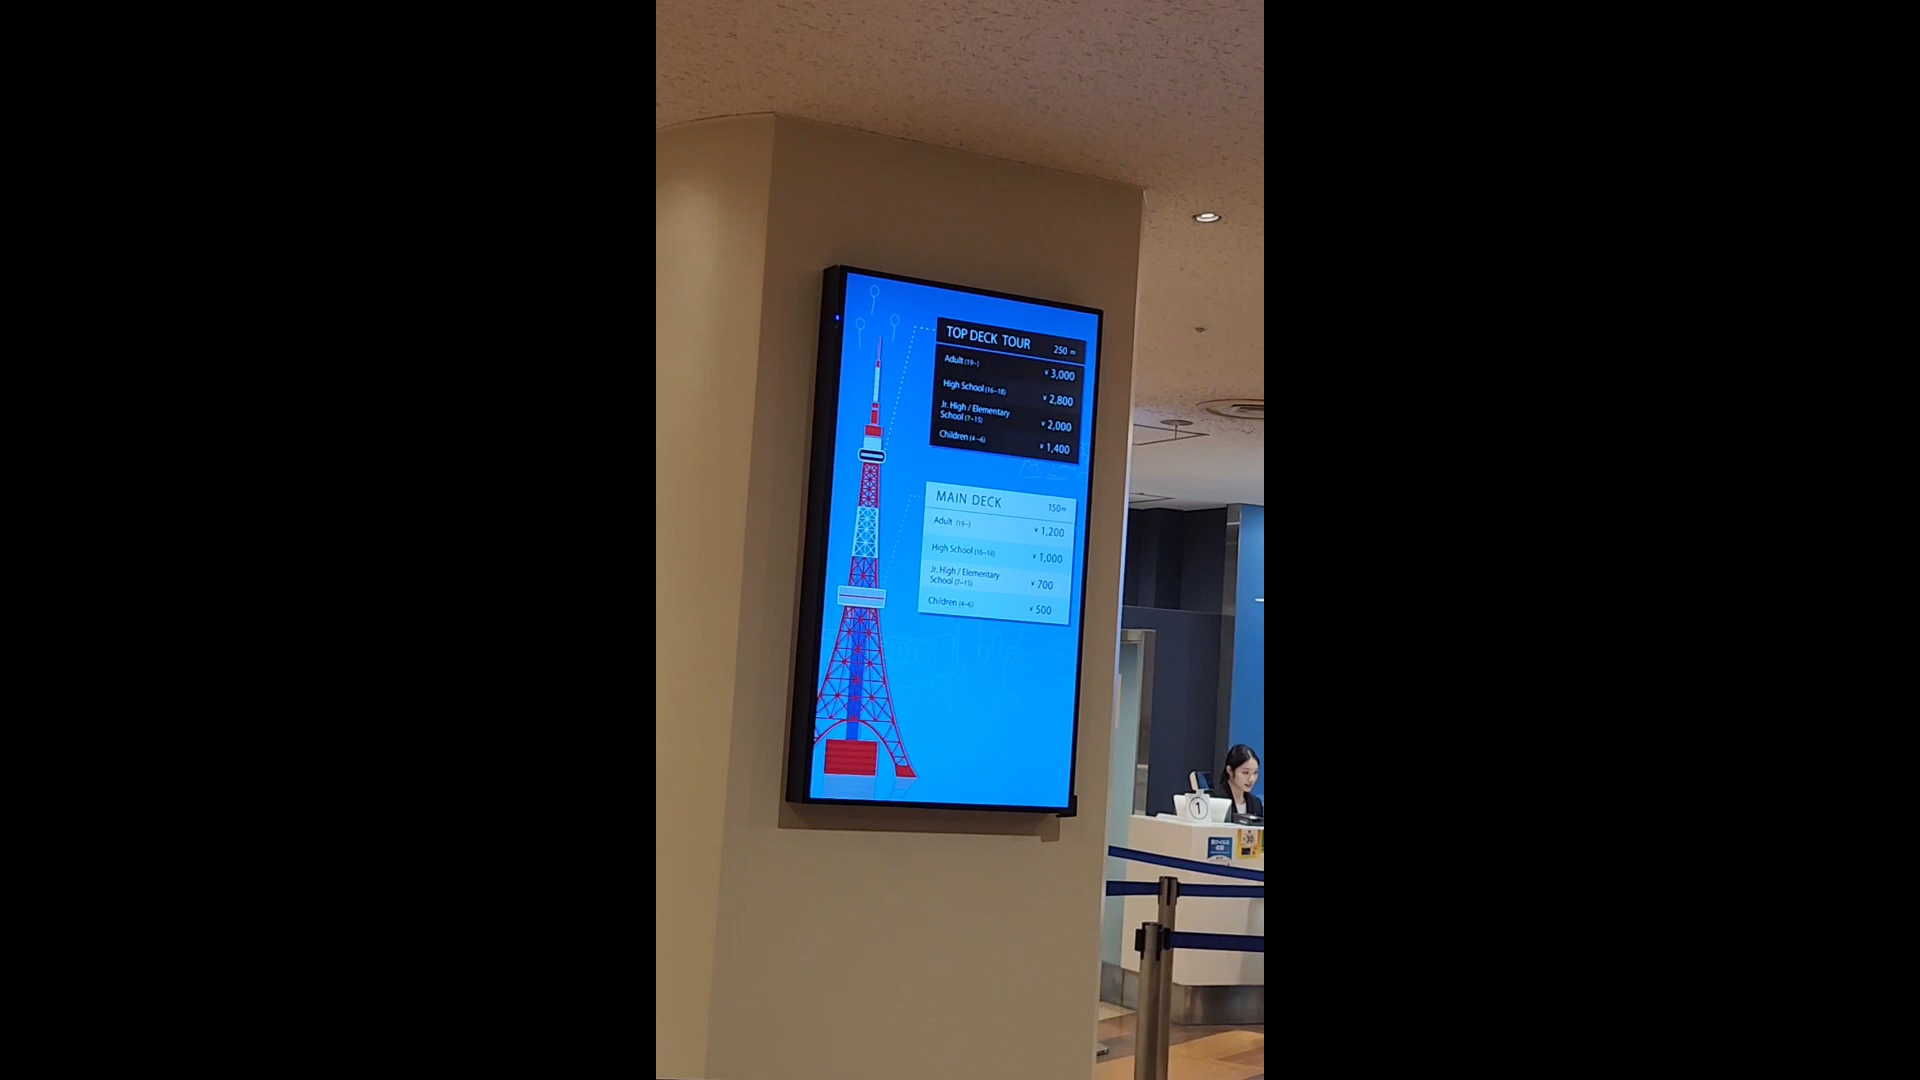 TOP DECK TOUR 250 m
Adult (19~) ¥ 3,000
High School (16~18) ¥ 2,800
Jr. High / Elementary
School (7~15) ¥ 2,000
Children (4~6) ¥ 1,400
MAIN DECK 150m
Adult (19~) ¥ 1,200
High School (16~18) ¥ 1,000
Jr. High / Elementary
School (7~15) ¥ 700
Children (4~6) ¥ 500
1
30